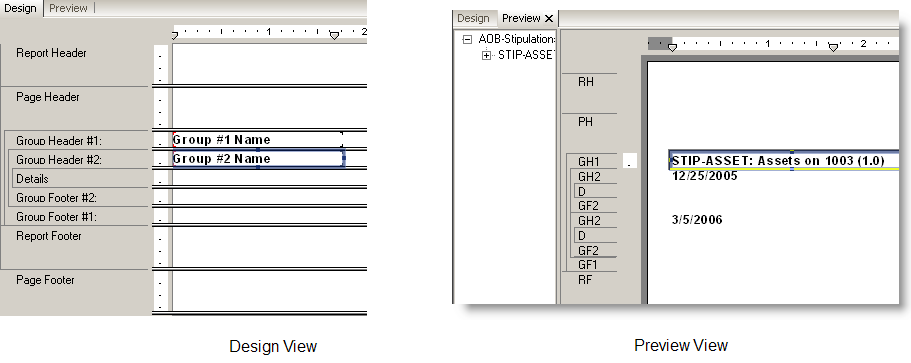 Design Preview
1 2
Report Header
Page Header
Group Header #1:
Group #1 Name
Group Header #2:
Group #2 Name
Details
Group Footer #2:
Group Footer #1:
Report Footer
Page Footer
Design View
Design Preview X
AOB-Stipulation:
STIP-ASSE
1 2
RH
PH
GH1
STIP-ASSET: Assets on 1003 (1.0)
GH2
12/25/2005
D
GF2
GH2
3/5/2006
D
GF2
GF1
RF
Preview View